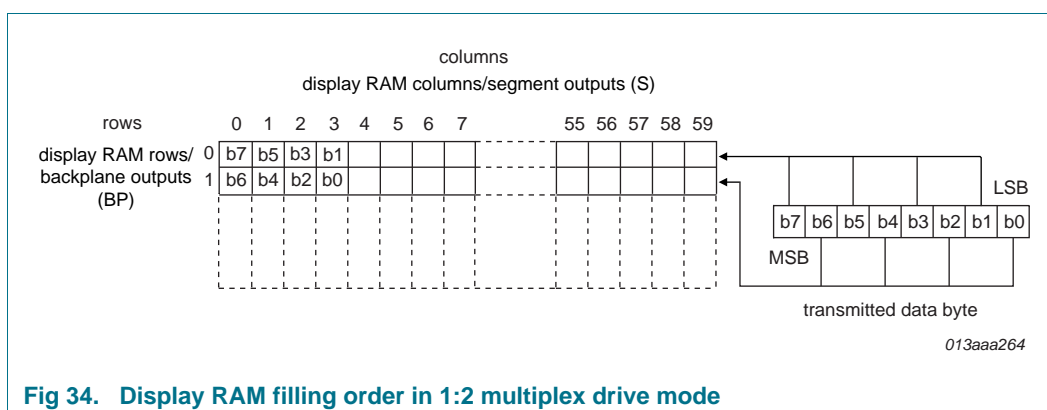 columns
display RAM columns/segment outputs (S)
rows 0 1 2 3 4 5 6 7 55 56 57 58 59
display RAM rows/ 0 b7 b5 b3 b1
backplane outputs 1 b6 b4 b2 b0
(BP)
LSB
b7 b6 b5 b4 b3 b2 b1 b0
MSB
transmitted data byte
013aaa264
Fig 34. Display RAM filling order in 1:2 multiplex drive mode